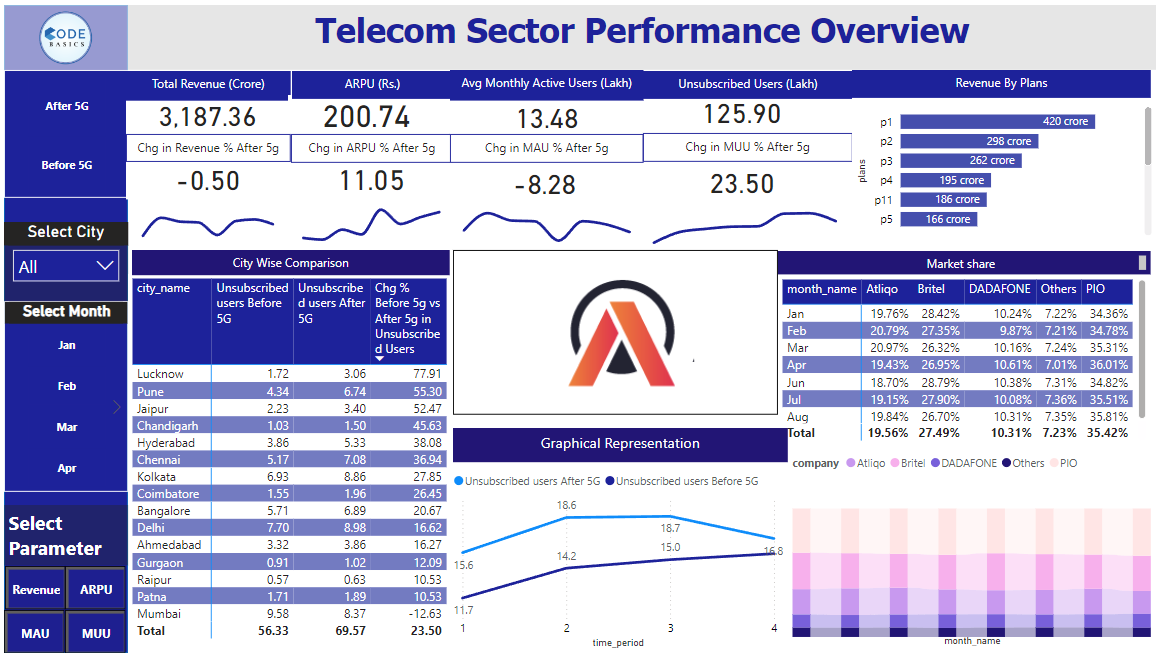 CODE
BASICS
Telecom Sector Performance Overview
After 5G
Before 5G
Select City
All
Select Month
Jan
Feb
Mar
Apr
Select
Parameter
Revenue ARPU
MAU MUU
Total Revenue (Crore)
3,187.36
Chg in Revenue % After 5g
-0.50
ARPU (Rs.)
200.74
Chg in ARPU % After 5g
11.05
Avg Monthly Active Users (Lakh)
13.48
Chg in MAU % After 5g
-8.28
Unsubscribed Users (Lakh)
125.90
Chg in MUU % After 5g
23.50
Revenue By Plans
plans
p1 420 crore
p2 298 crore
p3 262 crore
p4 195 crore
p11 186 crore
p5 166 crore
City Wise Comparison
city_name Unsubscribed Unsubscribe Chg %
users Before d users After Before 5g vs
5G 5G After 5g in
Unsubscribe
d Users
Lucknow 1.72 3.06 77.91
Pune 4.34 6.74 55.30
Jaipur 2.23 3.40 52.47
Chandigarh 1.03 1.50 45.63
Hyderabad 3.86 5.33 38.08
Chennai 5.17 7.08 36.94
Kolkata 6.93 8.86 27.85
Coimbatore 1.55 1.96 26.45
Bangalore 5.71 6.89 20.67
Delhi 7.70 8.98 16.62
Ahmedabad 3.32 3.86 16.27
Gurgaon 0.91 1.02 12.09
Raipur 0.57 0.63 10.53
Patna 1.71 1.89 10.53
Mumbai 9.58 8.37 -12.63
Total 56.33 69.57 23.50
Graphical Representation
Unsubscribed users After 5G Unsubscribed users Before 5G
18.6
18.7
15.6
16.8
14.2
15.0
11.7
1 2 3 4
time_period
Market share
month_name Atliqo Britel DADAFONE Others PIO
Jan 19.76% 28.42% 10.24% 7.22% 34.36%
Feb 20.79% 27.35% 9.87% 7.21% 34.78%
Mar 20.97% 26.32% 10.16% 7.24% 35.31%
Apr 19.43% 26.95% 10.61% 7.01% 36.01%
Jun 18.70% 28.79% 10.38% 7.31% 34.82%
Jul 19.15% 27.90% 10.08% 7.36% 35.51%
Aug 19.84% 26.70% 10.31% 7.35% 35.81%
Total 19.56% 27.49% 10.31% 7.23% 35.42%
company Atliqo Britel DADAFONE Others PIO
month_name